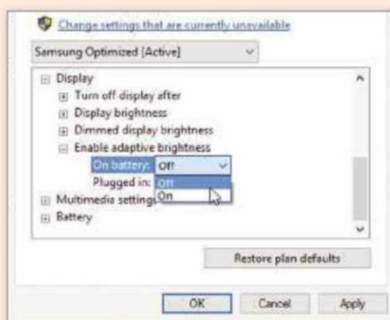 Change settings that are currently unavailable
Samsung Optimized [Active]
Display
Turn off display after
Display brightness
Dimmed display brightness
Enable adaptive brightness
On battery: Off
Off
Plugged in: On
Multimedia settings
Battery
Restore plan defaults
OK Cancel Apply